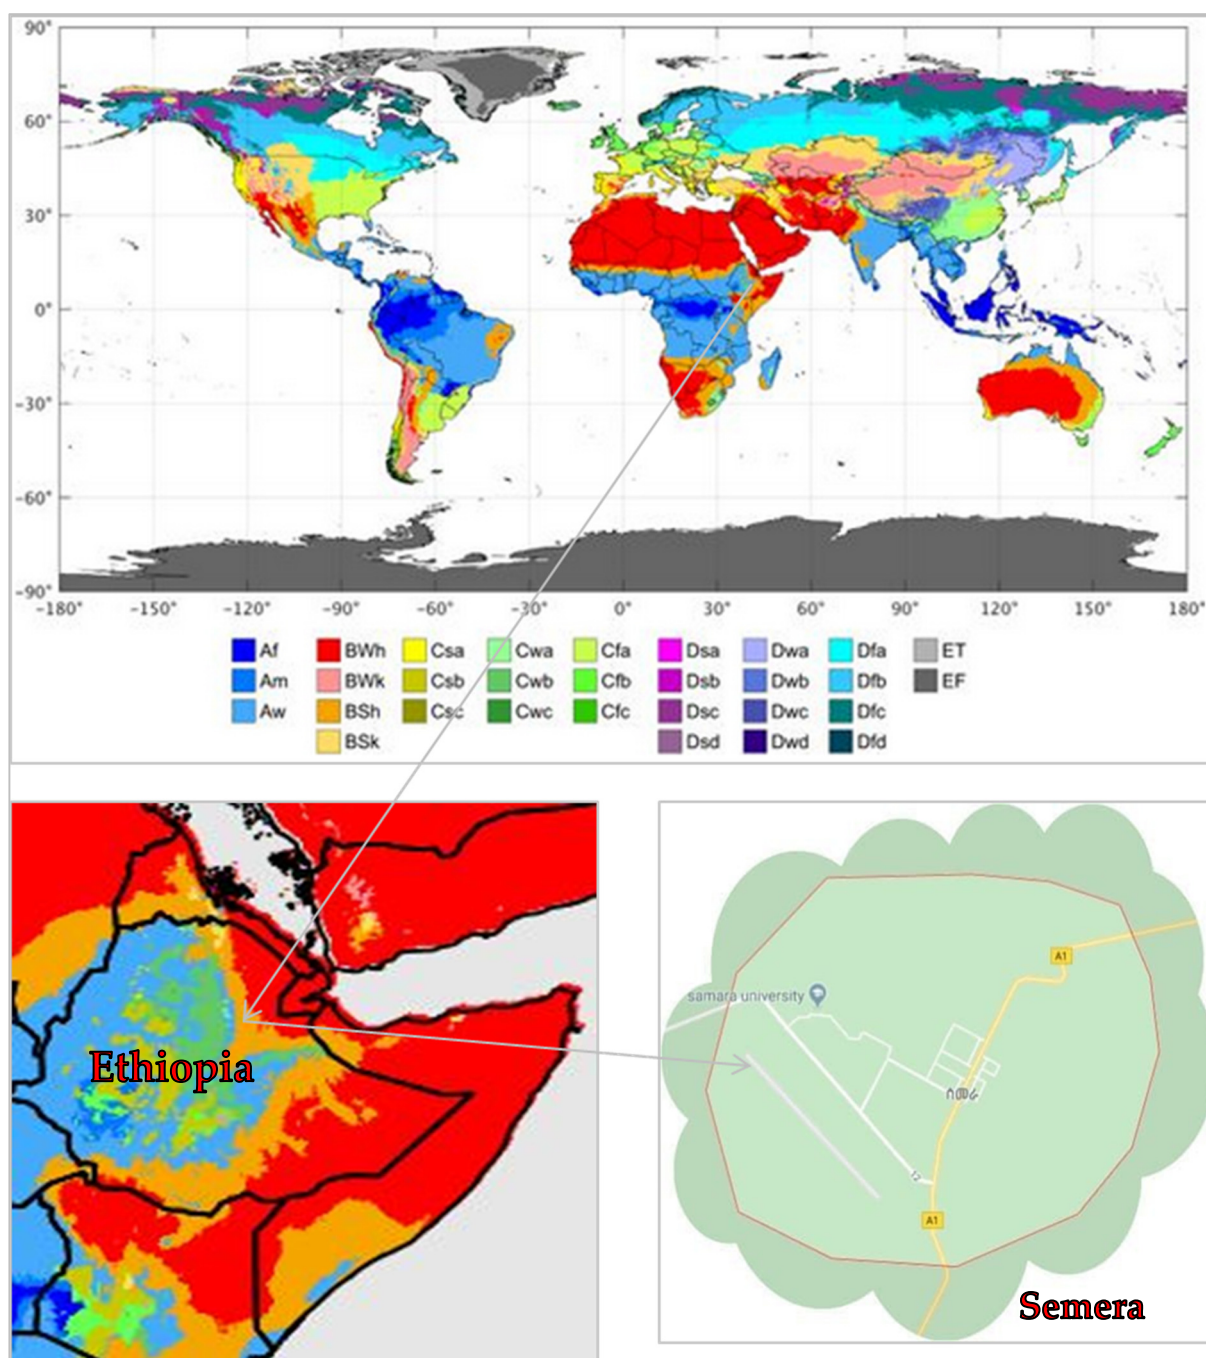 90°
60°
30°
0°
−30°
−60°
−90°
−180° −150° −120° −90° −60° −30° 0° 30° 60° 90° 120° 150° 180°
Af BWh Csa Cwa Cfa Dsa Dwa Dfa ET
Am BWk Csb Cwb Cfb Dsb Dwb Dfb EF
Aw BSh Csc Cwc Cfc Dsc Dwc Dfc
BSk Dsd Dwd Dfd
Ethiopia
A1
samara university
ሰመራ
A1
Semera